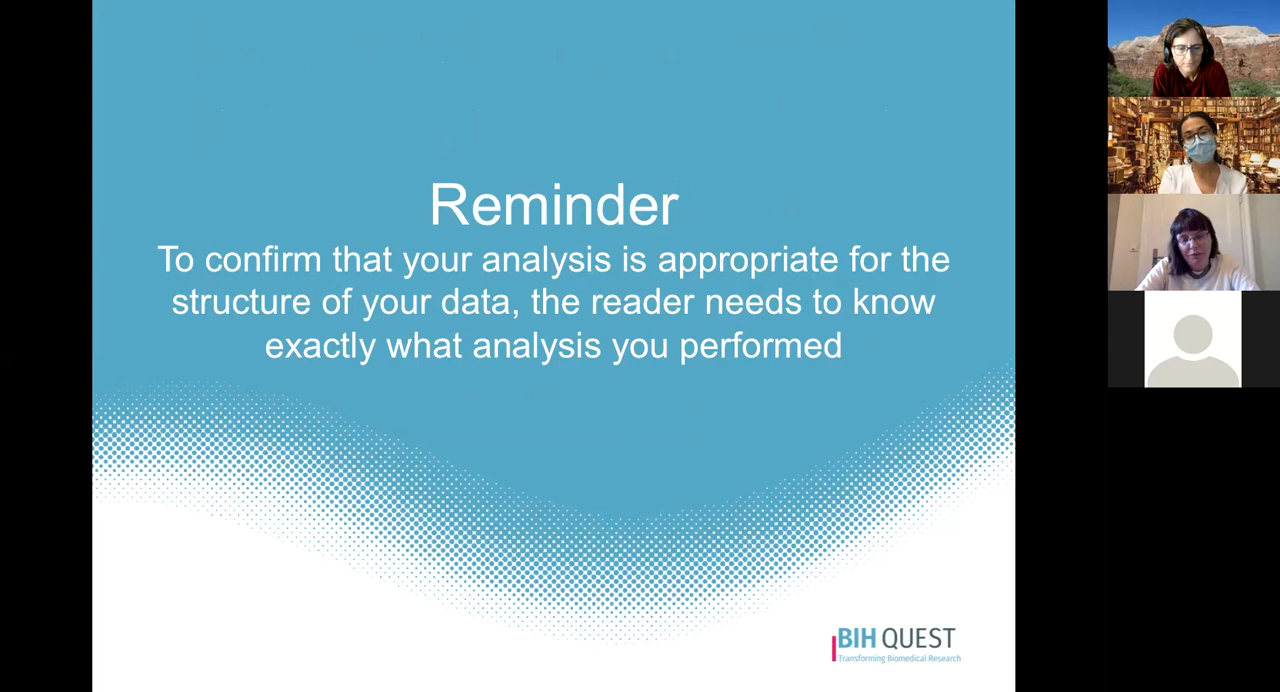 Reminder
To confirm that your analysis is appropriate for the
structure of your data, the reader needs to know
exactly what analysis you performed
BIH QUEST
Transforming Biomedical Research